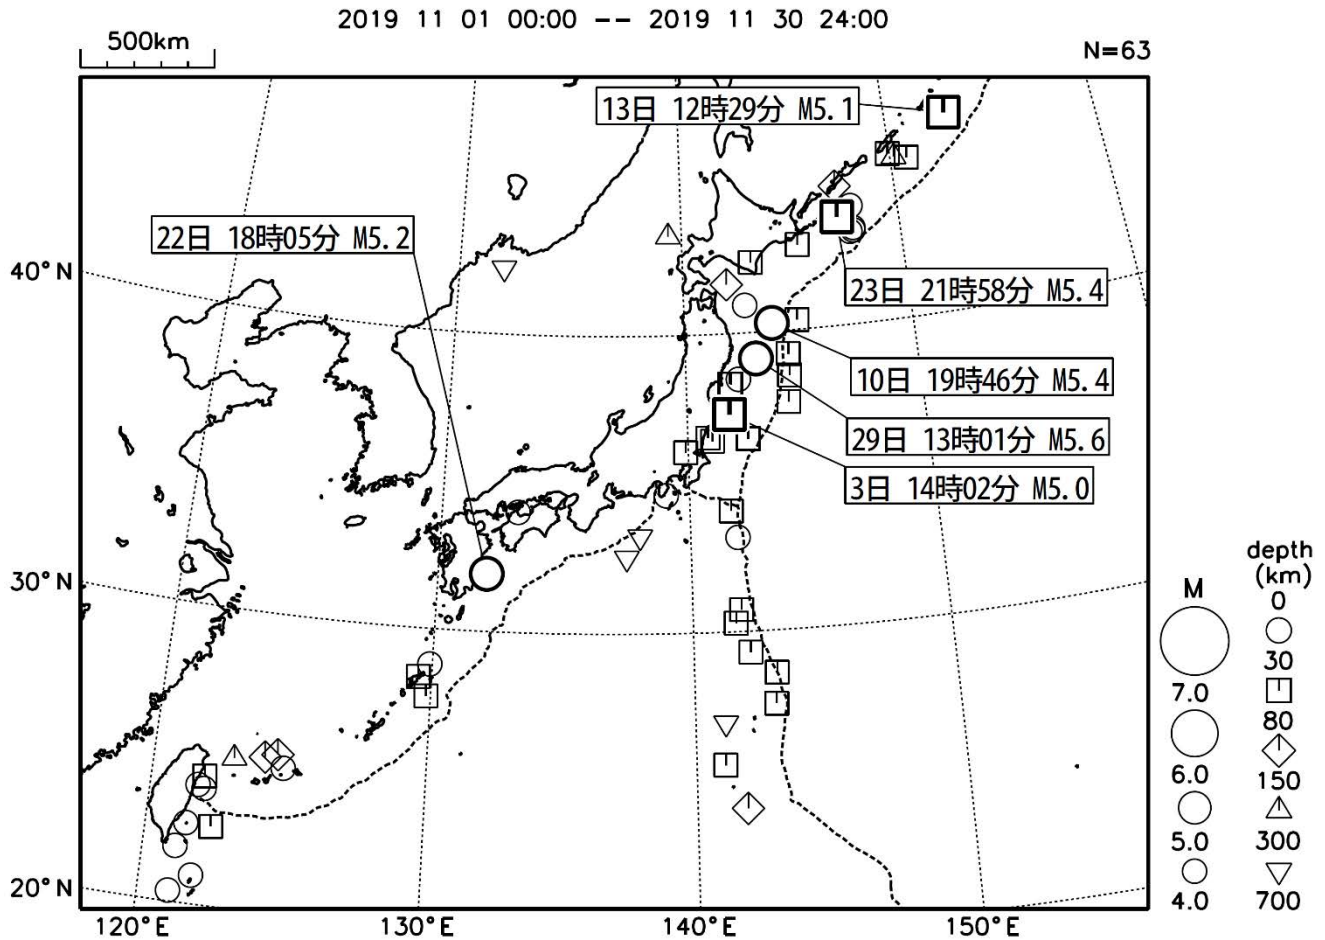 2019 11 01 00:00 -- 2019 11 30 24:00
500km
N=63
13日 12時29分 M5.1
22日 18時05分 M5.2
40°N
23日 21時58分 M5.4
10日 19時46分 M5.4
29日 13時01分 M5.6
3日 14時02分 M5.0
30°N
20°N
120°E
130°E
140°E
150°E
M
7.0
6.0
5.0
4.0
depth
(km)
0
30
80
150
300
700